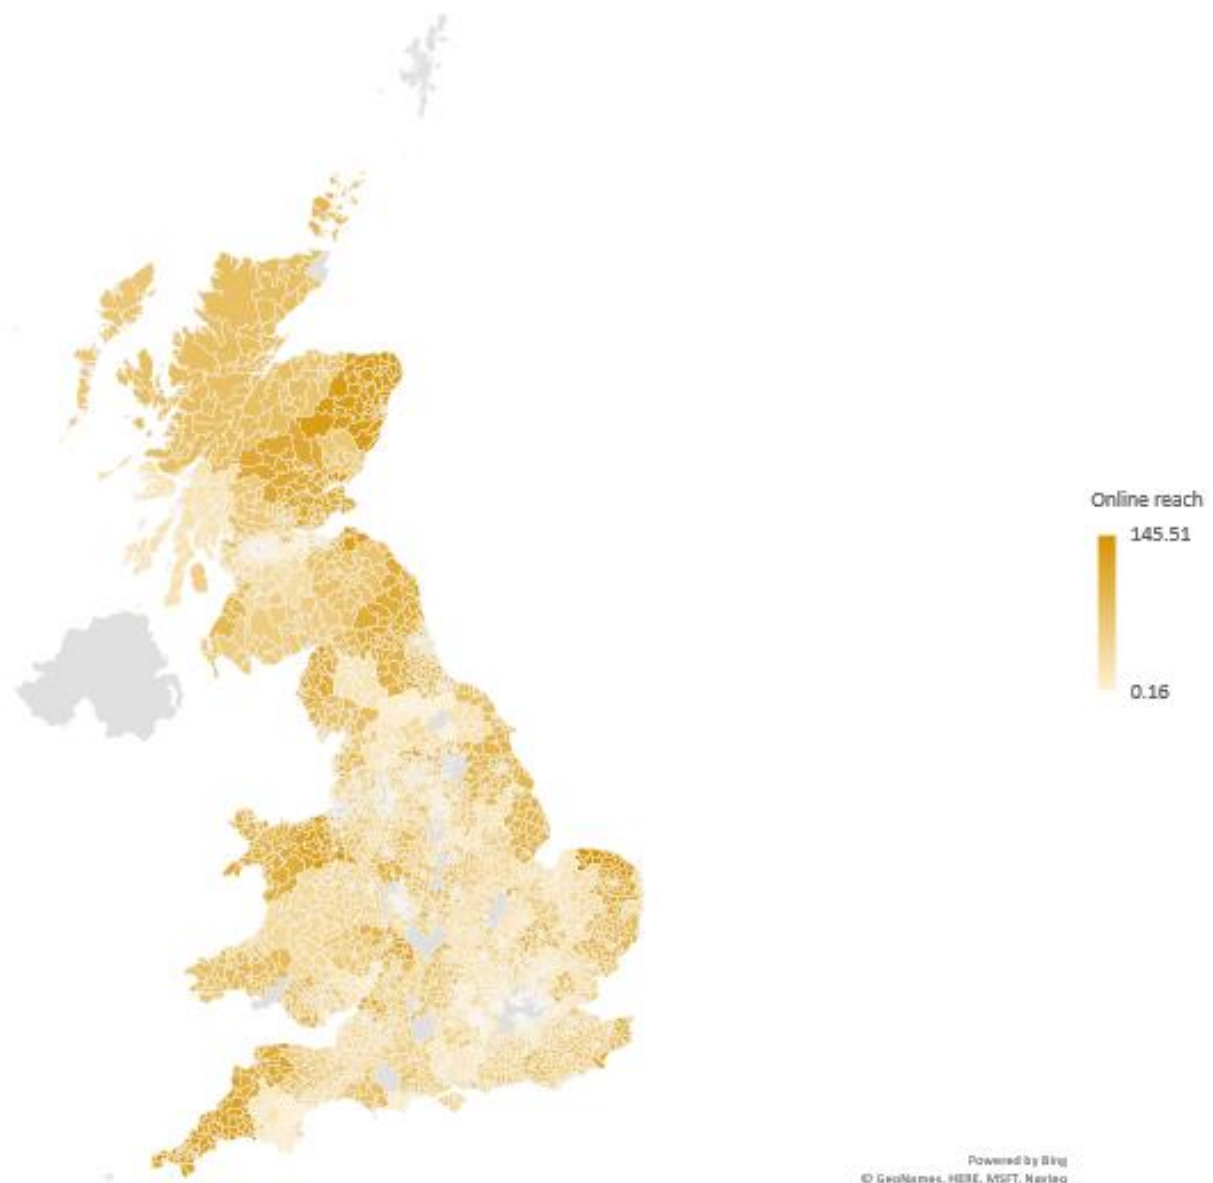 Online reach
145.51
0.16
Powered by Bing
© GeoNames, HERE, MSFT, Navteq